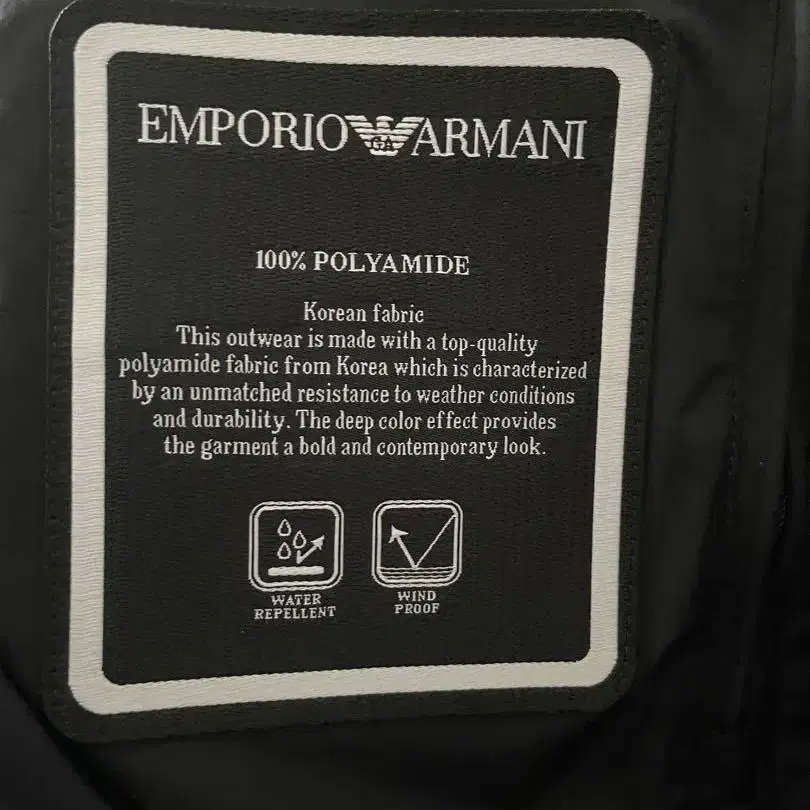 EMPORIO GA ARMANI
100% POLYAMIDE
Korean fabric
This outwear is made with a top-quality
polyamide fabric from Korea which is characterized
by an unmatched resistance to weather conditions
and durability. The deep color effect provides
the garment a bold and contemporary look.
WATER
REPELLENT
WIND
PROOF